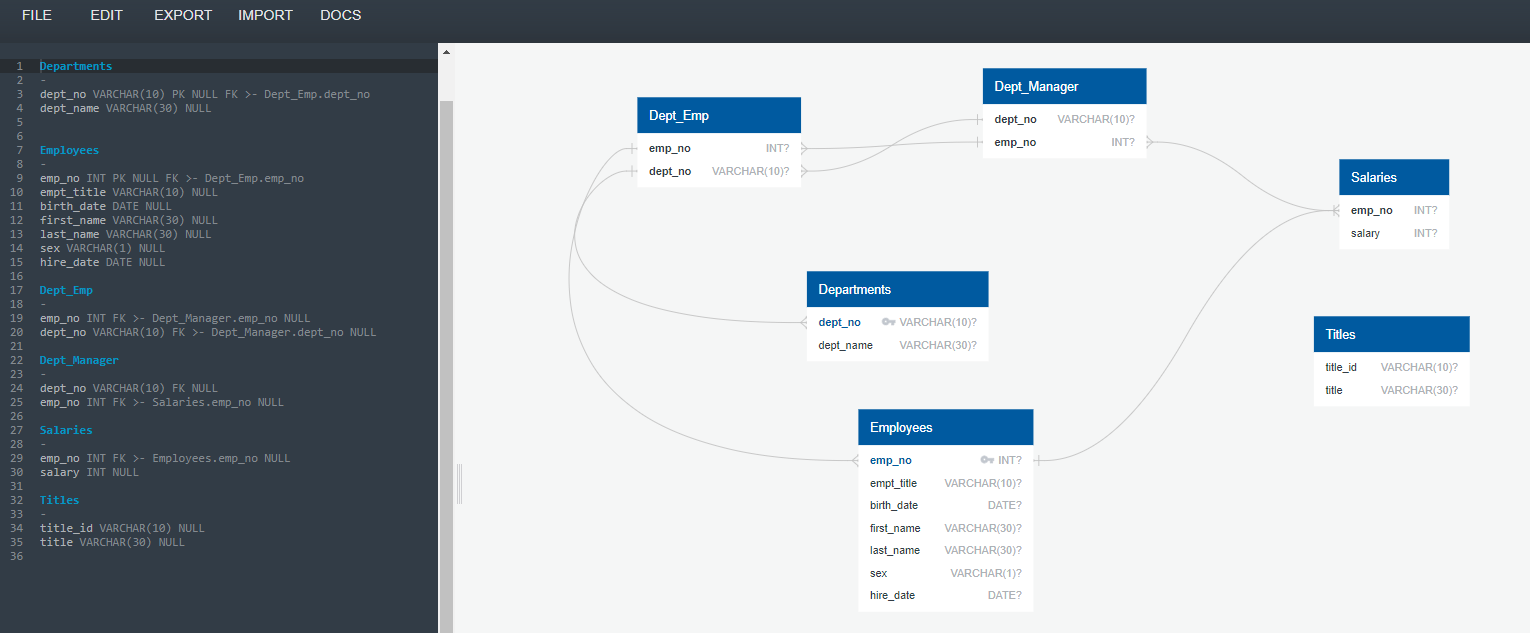 FILE EDIT EXPORT IMPORT DOCS
1 Departments
2 -
3 dept_no VARCHAR(10) PK NULL FK >- Dept_Emp.dept_no
4 dept_name VARCHAR(30) NULL
5
6
7 Employees
8 -
9 emp_no INT PK NULL FK >- Dept_Emp.emp_no
10 empt_title VARCHAR(10) NULL
11 birth_date DATE NULL
12 first_name VARCHAR(30) NULL
13 last_name VARCHAR(30) NULL
14 sex VARCHAR(1) NULL
15 hire_date DATE NULL
16
17 Dept_Emp
18 -
19 emp_no INT FK >- Dept_Manager.emp_no NULL
20 dept_no VARCHAR(10) FK >- Dept_Manager.dept_no NULL
21
22 Dept_Manager
23 -
24 dept_no VARCHAR(10) FK NULL
25 emp_no INT FK >- Salaries.emp_no NULL
26
27 Salaries
28 -
29 emp_no INT FK >- Employees.emp_no NULL
30 salary INT NULL
31
32 Titles
33 -
34 title_id VARCHAR(10) NULL
35 title VARCHAR(30) NULL
36
Dept_Emp
emp_no INT?
dept_no VARCHAR(10)?
Dept_Manager
dept_no VARCHAR(10)?
emp_no INT?
Salaries
emp_no INT?
salary INT?
Departments
dept_no VARCHAR(10)?
dept_name VARCHAR(30)?
Titles
title_id VARCHAR(10)?
title VARCHAR(30)?
Employees
emp_no INT?
empt_title VARCHAR(10)?
birth_date DATE?
first_name VARCHAR(30)?
last_name VARCHAR(30)?
sex VARCHAR(1)?
hire_date DATE?